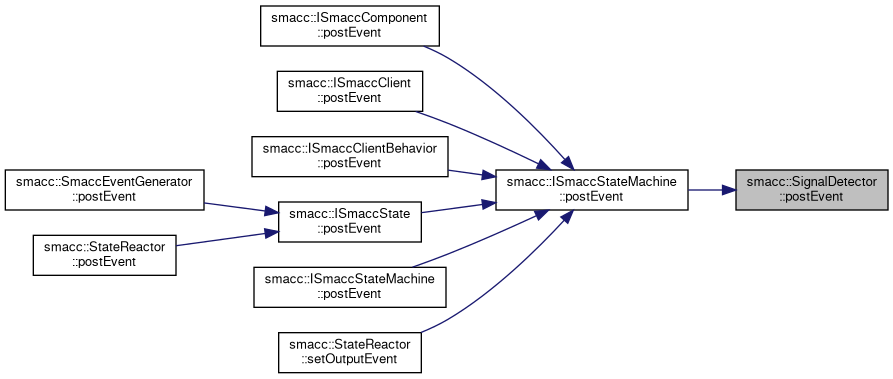 smacc::ISmaccComponent
::postEvent
smacc::ISmaccClient
::postEvent
smacc::ISmaccClientBehavior
::postEvent
smacc::SmaccEventGenerator
::postEvent
smacc::ISmaccStateMachine
::postEvent
smacc::SignalDetector
::postEvent
smacc::ISmaccState
::postEvent
smacc::StateReactor
::postEvent
smacc::ISmaccStateMachine
::postEvent
smacc::StateReactor
::setOutputEvent